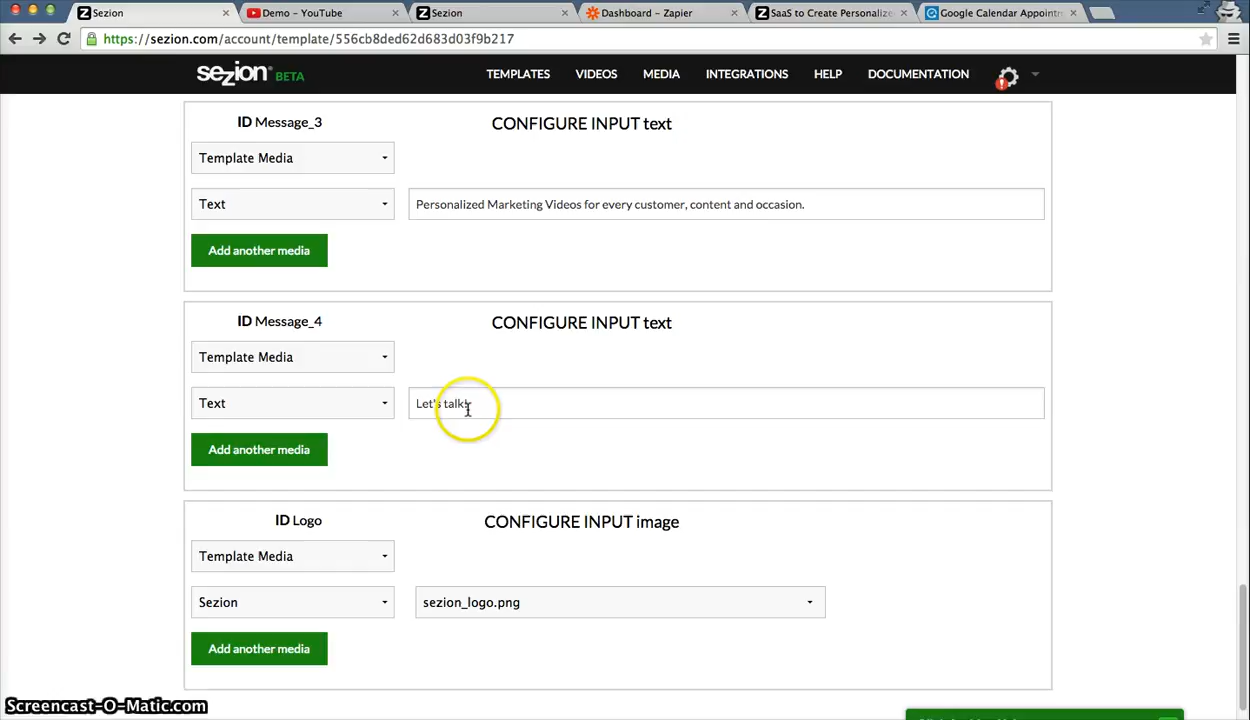 Sezion
Demo - YouTube
Sezion
Dashboard - Zapier
SaaS to Create Personalize
Google Calendar Appointm
https://sezion.com/account/template/556cb8ded62d683d03f9b217
sezion BETA
TEMPLATES
VIDEOS
MEDIA
INTEGRATIONS
HELP
DOCUMENTATION
ID Message_3
CONFIGURE INPUT text
Template Media
Text
Personalized Marketing Videos for every customer, content and occasion.
Add another media
ID Message_4
CONFIGURE INPUT text
Template Media
Text
Let's talk!
Add another media
ID Logo
CONFIGURE INPUT image
Template Media
Sezion
sezion_logo.png
Add another media
Screencast-O-Matic.com